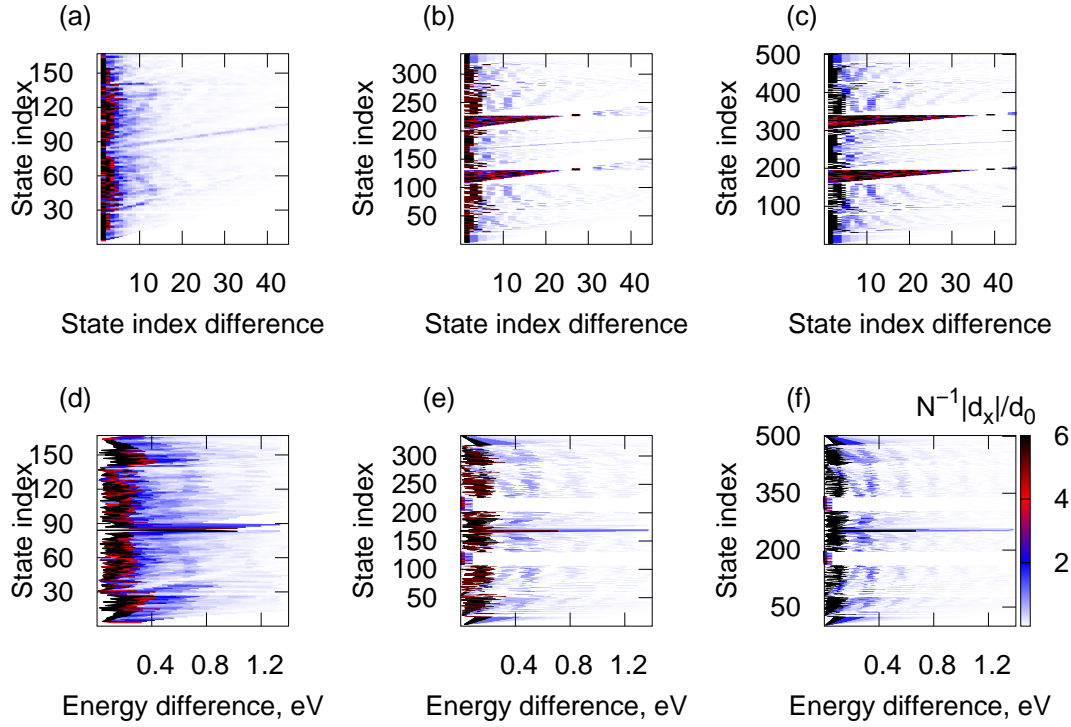 (a)
(b)
(c)
State index
150
120
90
60
30
State index
300
250
200
150
100
50
State index
500
400
300
200
100
10 20 30 40
10 20 30 40
10 20 30 40
State index difference
State index difference
State index difference
(d)
(e)
(f)
N⁻¹|dₓ|/d₀
State index
150
120
90
60
30
State index
300
250
200
150
100
50
State index
500
350
200
50
6
4
2
0.4 0.8 1.2
0.4 0.8 1.2
0.4 0.8 1.2
Energy difference, eV
Energy difference, eV
Energy difference, eV